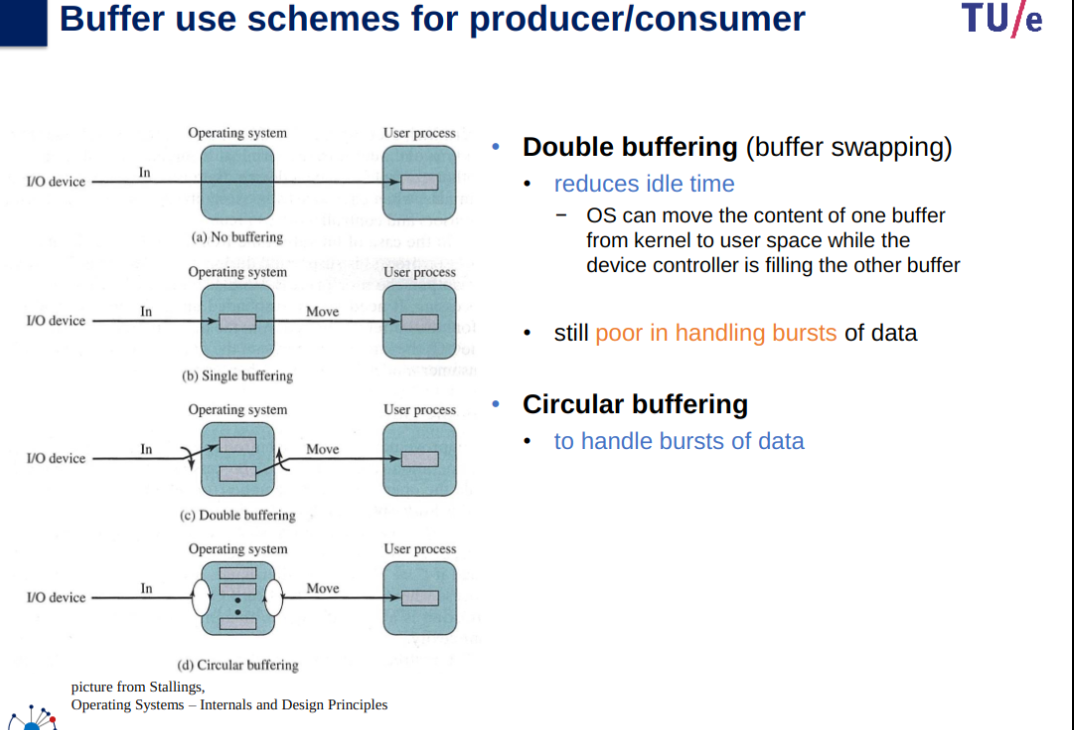 Buffer use schemes for producer/consumer
TU/e
Operating system
User process
I/O device
In
(a) No buffering
Operating system
User process
I/O device
In
Move
(b) Single buffering
Operating system
User process
I/O device
In
Move
(c) Double buffering
Operating system
User process
I/O device
In
Move
(d) Circular buffering
picture from Stallings,
Operating Systems – Internals and Design Principles
• Double buffering (buffer swapping)
• reduces idle time
– OS can move the content of one buffer
from kernel to user space while the
device controller is filling the other buffer
• still poor in handling bursts of data
• Circular buffering
• to handle bursts of data